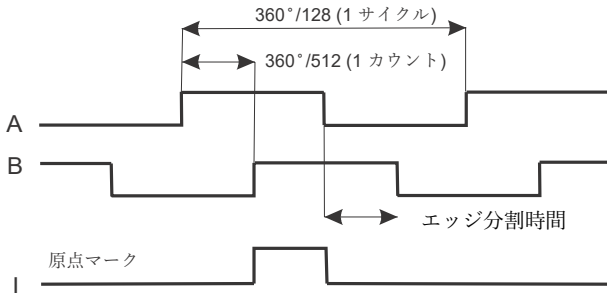 360°/128 (1 サイクル)
360°/512 (1 カウント)
A
B
エッジ分割時間
原点マーク
I